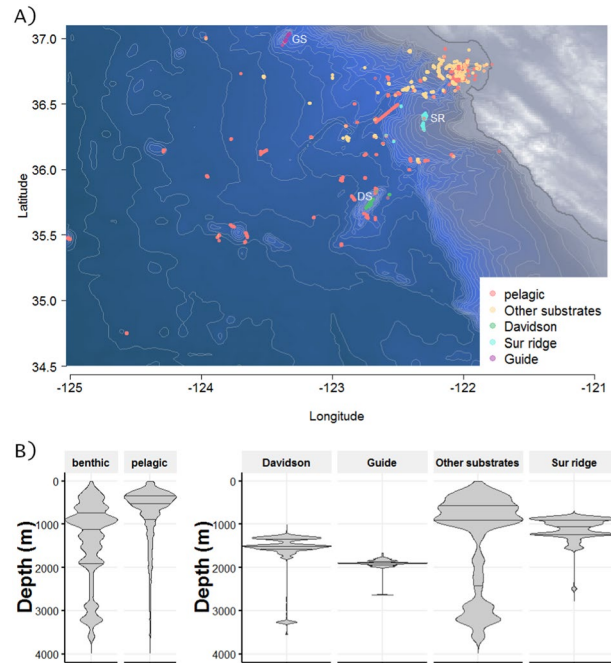 A)
37.0
36.5
36.0
35.5
35.0
34.5
Latitude
GS
SR
DS
pelagic
Other substrates
Davidson
Sur ridge
Guide
-125
-124
-123
-122
-121
Longitude
B)
benthic
pelagic
Depth (m)
0
1000
2000
3000
4000
Davidson
Guide
Other substrates
Sur ridge
Depth (m)
0
1000
2000
3000
4000